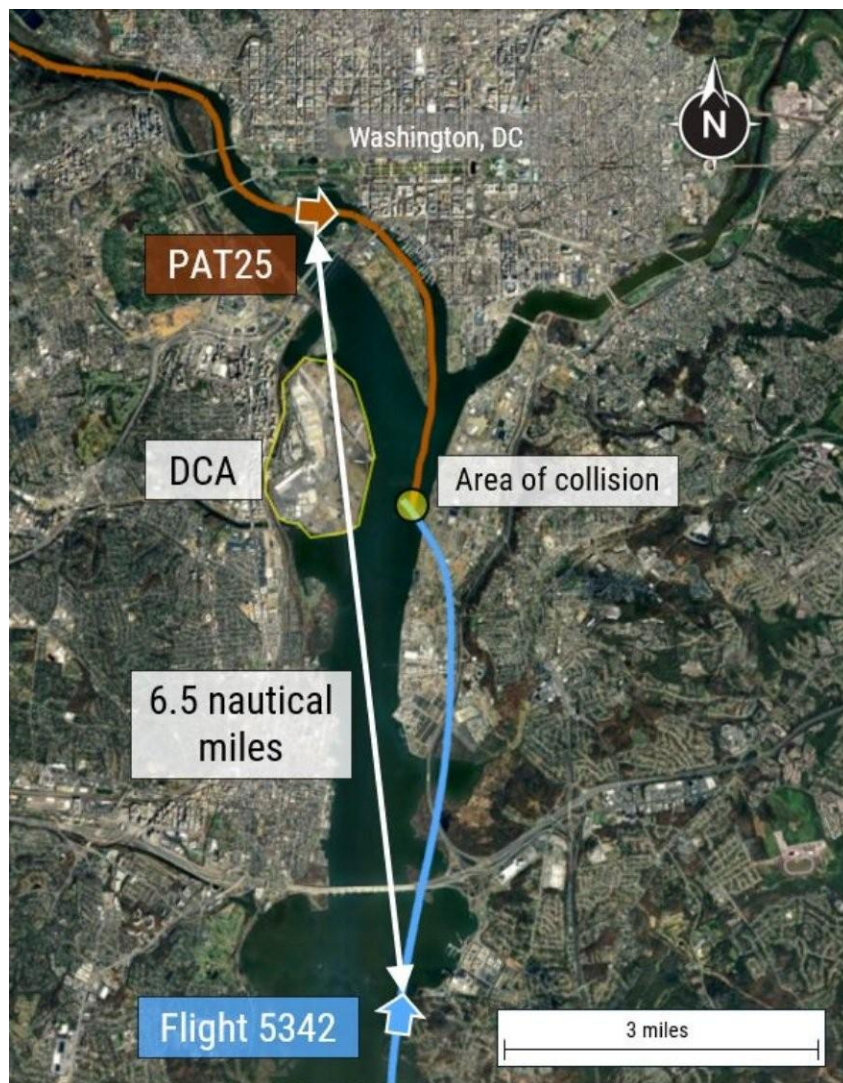 Washington, DC
N
PAT25
DCA
Area of collision
6.5 nautical
miles
Flight 5342
3 miles